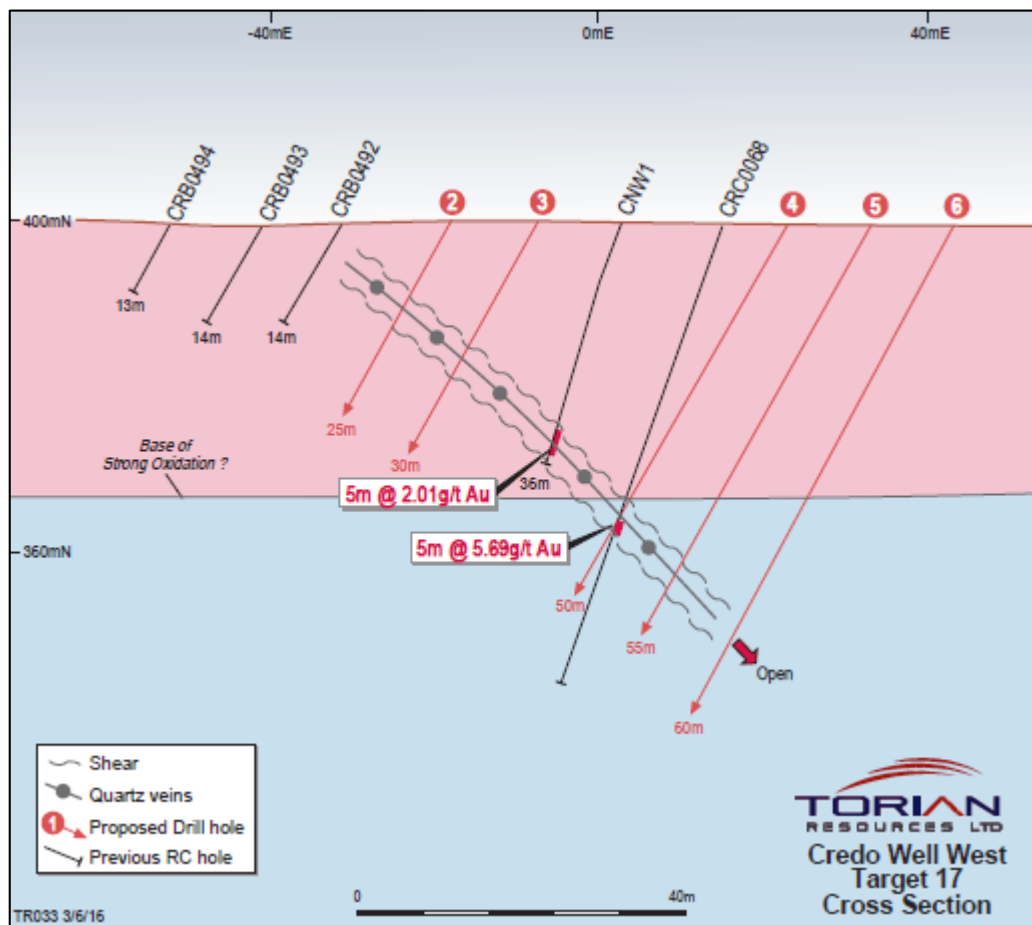 -40mE
0mE
40mE
CRB0494
CRB0493
CRB0492
CNW1
CRC0068
400mN
2
3
4
5
6
13m
14m
14m
25m
30m
Base of
Strong Oxidation ?
36m
5m @ 2.01g/t Au
5m @ 5.69g/t Au
360mN
50m
55m
Open
60m
Shear
Quartz veins
1 Proposed Drill hole
Previous RC hole
TORIAN
RESOURCES LTD
Credo Well West
Target 17
Cross Section
0
40m
TR033 3/6/16